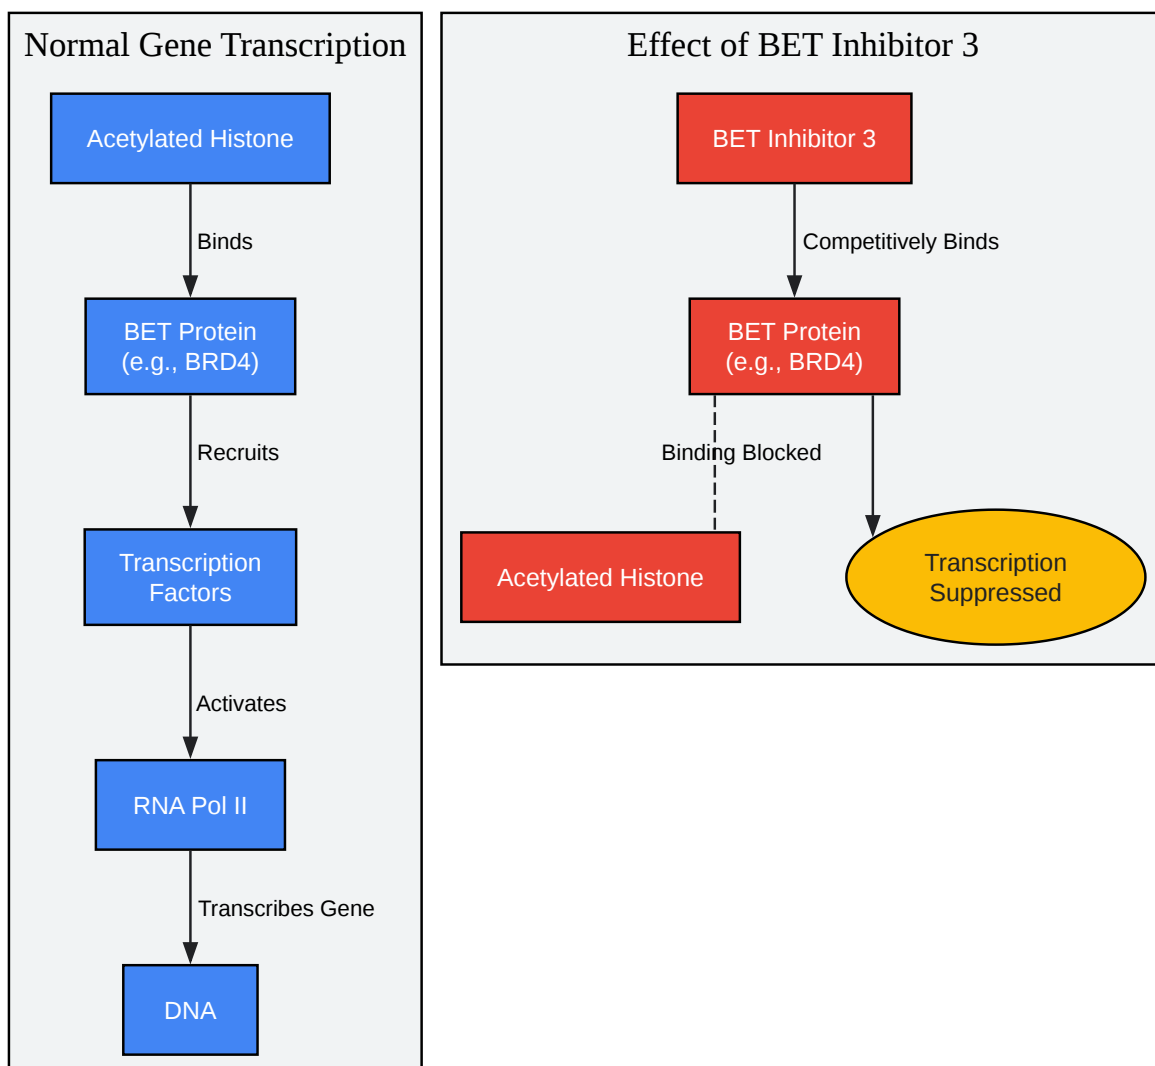 Normal Gene Transcription
Acetylated Histone
Binds
BET Protein
(e.g., BRD4)
Recruits
Transcription
Factors
Activates
RNA Pol II
Transcribes Gene
DNA
Effect of BET Inhibitor 3
BET Inhibitor 3
Competitively Binds
BET Protein
(e.g., BRD4)
Binding Blocked
Acetylated Histone
Transcription
Suppressed